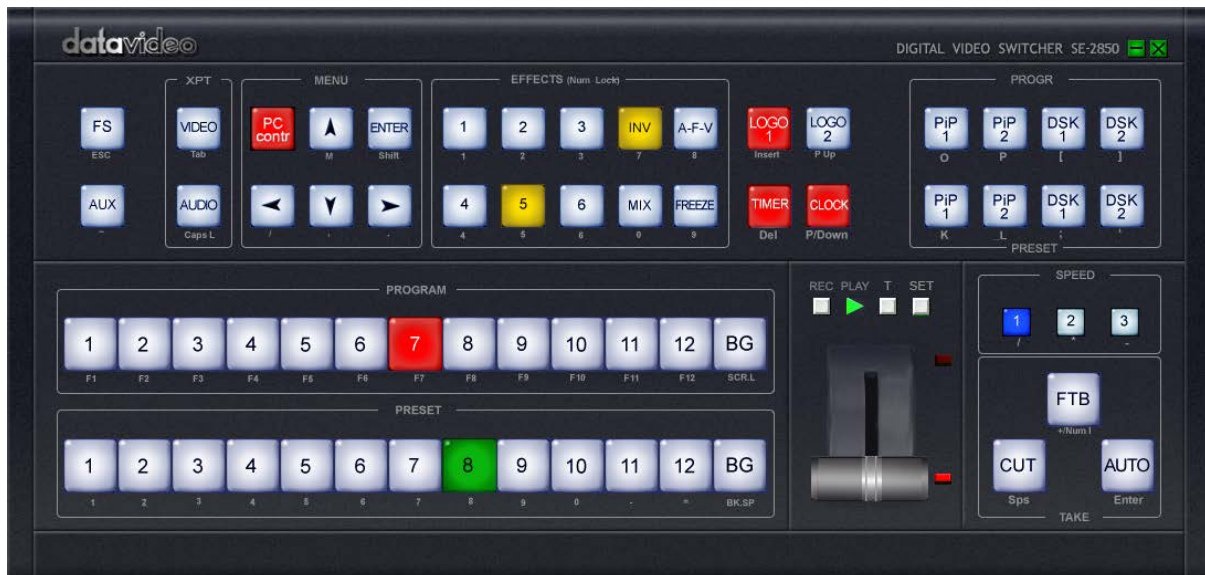 datavideo
DIGITAL VIDEO SWITCHER SE-2850
XPT MENU EFFECTS (Num Lock) PROGR
FS VIDEO PC contr ENTER 1 2 3 INV A-F-V LOGO 1 LOGO 2 PiP 1 PiP 2 DSK 1 DSK 2
ESC Tab M Shift 1 2 3 7 8 Insert P Up O P [ ]
AUX AUDIO 4 5 6 MIX FREEZE TIMER CLOCK PiP 1 PiP 2 DSK 1 DSK 2
~ Caps L / , . 4 5 6 0 9 Del P/Down K L ; '
PRESET
PROGRAM
1 2 3 4 5 6 7 8 9 10 11 12 BG
F1 F2 F3 F4 F5 F6 F7 F8 F9 F10 F11 F12 SCR.L
PRESET
1 2 3 4 5 6 7 8 9 10 11 12 BG
1 2 3 4 5 6 7 8 9 0 - = BK.SP
REC PLAY T SET
SPEED
1 2 3
/ * -
FTB
+/Num l
CUT AUTO
Sps Enter
TAKE